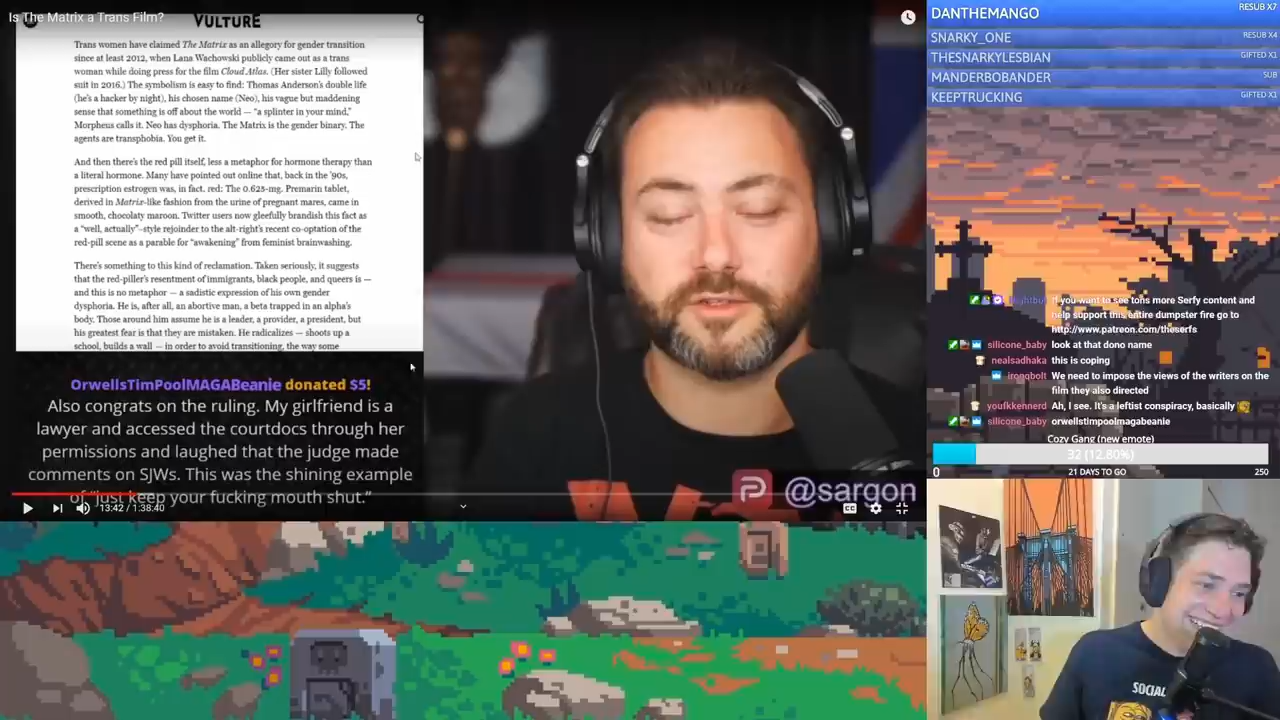 Is The Matrix a Trans Film?
VULTURE
Trans women have claimed The Matrix as an allegory for gender transition
since at least 2012, when Lana Wachowski publicly came out as a trans
woman while doing press for the film Cloud Atlas. (Her sister Lilly followed
suit in 2016.) The symbolism is easy to find: Thomas Anderson's double life
(he's a hacker by night), his chosen name (Neo), his vague but maddening
sense that something is off about the world — "a splinter in your mind,"
Morpheus calls it. Neo has dysphoria. The Matrix is the gender binary. The
agents are transphobia. You get it.
And then there's the red pill itself, less a metaphor for hormone therapy than
a literal hormone. Many have pointed out online that, back in the '90s,
prescription estrogen was, in fact, red: The 0.625-mg. Premarin tablet,
derived in Matrix-like fashion from the urine of pregnant mares, came in
smooth, chocolaty maroon. Twitter users now gleefully brandish this fact as
a "well, actually"-style rejoinder to the alt-right's recent co-optation of the
red-pill scene as a parable for "awakening" from feminist brainwashing.
There's something to this kind of reclamation. Taken seriously, it suggests
that the red-piller's resentment of immigrants, black people, and queers is —
and this is no metaphor — a sadistic expression of his own gender
dysphoria. He is, after all, an abortive man, a beta trapped in an alpha's
body. Those around him assume he is a leader, a provider, a president, but
his greatest fear is that they are mistaken. He radicalizes — shoots up a
school, builds a wall — in order to avoid transitioning, the way some
OrwellsTimPoolMAGABeanie donated $5!
Also congrats on the ruling. My girlfriend is a
lawyer and accessed the courtdocs through her
permissions and laughed that the judge made
comments on SJWs. This was the shining example
of "just keep your fucking mouth shut."
13:42 / 1:38:40
@sargon
DANTHEMANGO RESUB X7
SNARKY_ONE RESUB X4
THESNARKYLESBIAN GIFTED X1
MANDERBOBANDER SUB
KEEPTRUCKING GIFTED X1
If you want to see tons more Serfy content and
help support this entire dumpster fire go to
http://www.patreon.com/theserfs
silicone_baby look at that dono name
nealsadhaka this is coping
ironqbolt We need to impose the views of the writers on the
film they also directed
youfkkennerd Ah, I see. It's a leftist conspiracy, basically
silicone_baby orwellstimpoolmagabeanie
Cozy Gang (new emote)
32 (12.80%)
0 21 DAYS TO GO 250
SOCIAL